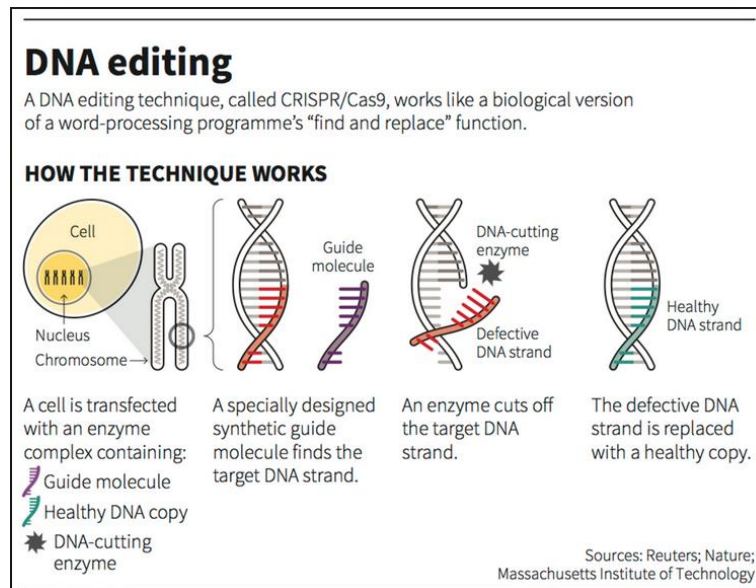 DNA editing
A DNA editing technique, called CRISPR/Cas9, works like a biological version
of a word-processing programme's “find and replace” function.
HOW THE TECHNIQUE WORKS
Cell
Nucleus
Chromosome
Guide
molecule
DNA-cutting
enzyme
Defective
DNA strand
Healthy
DNA strand
A cell is transfected
with an enzyme
complex containing:
Guide molecule
Healthy DNA copy
DNA-cutting
enzyme
A specially designed
synthetic guide
molecule finds the
target DNA strand.
An enzyme cuts off
the target DNA
strand.
The defective DNA
strand is replaced
with a healthy copy.
Sources: Reuters; Nature;
Massachusetts Institute of Technology